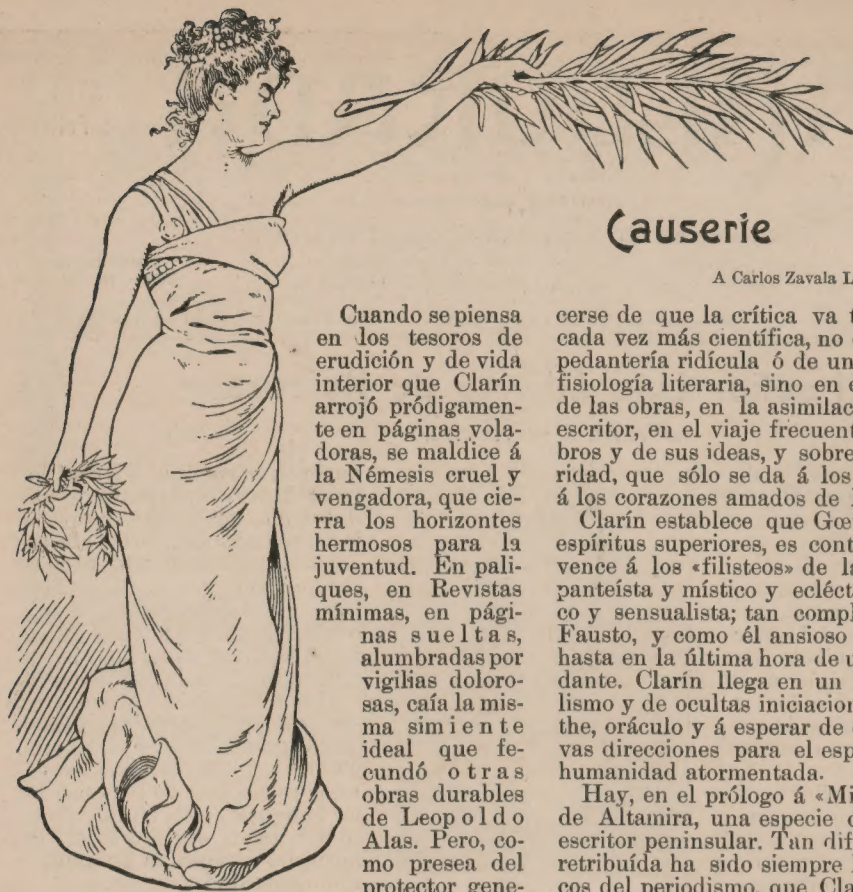 Causerie
A Carlos Zavala L
Cuando se piensa
en los tesoros de
erudición y de vida
interior que Clarín
arrojó pródigamen-
te en páginas vola-
doras, se maldice á
la Némesis cruel y
vengadora, que cie-
rra los horizontes
hermosos para la
juventud. En pali-
ques, en Revistas
mínimas, en pági-
nas sueltas,
alumbradas por
vigilias doloro-
sas, caía la mis-
ma simiente
ideal que fe-
cundó otras
obras durables
de Leopoldo
Alas. Pero, co-
mo presea del
protector gene-
cerse de que la crítica va t
cada vez más científica, no
pedantería ridícula ó de un
fisiología literaria, sino en e
de las obras, en la asimilac
escritor, en el viaje frecuent
bros y de sus ideas, y sobre
ridad, que sólo se da á los
á los corazones amados de
Clarín establece que Gœ
espíritus superiores, es cont
vence á los «filisteos» de la
panteísta y místico y eclect
co y sensualista; tan compl
Fausto, y como él ansioso
hasta en la última hora de u
dante. Clarín llega en un
lismo y de ocultas iniciacion
the, oráculo y á esperar de
vas direcciones para el esp
humanidad atormentada.
Hay, en el prólogo á «Mi
de Altamira, una especie d
escritor peninsular. Tan dif
retribuída ha sido siempre
cos del periodismo, que Cla